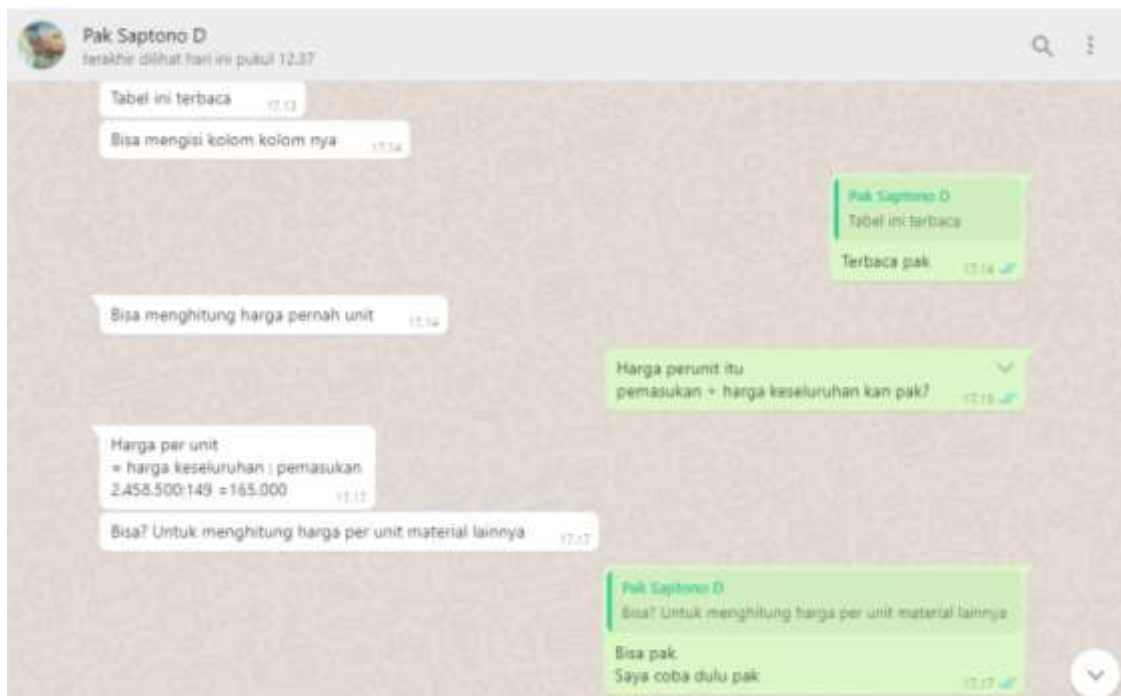 Pak Saptono D
terakhir dilihat hari ini pukul 12.37
Tabel ini terbaca 17.13
Bisa mengisi kolom kolom nya 17.14
Pak Saptono D
Tabel ini terbaca
Terbaca pak 17.14
Bisa menghitung harga pernah unit 17.14
Harga perunit itu
pemasukan ÷ harga keseluruhan kan pak? 17.15
Harga per unit
= harga keseluruhan : pemasukan
2.458.500:149 =165.000 17.17
Bisa? Untuk menghitung harga per unit material lainnya 17.17
Pak Saptono D
Bisa? Untuk menghitung harga per unit material lainnya
Bisa pak
Saya coba dulu pak 17.17